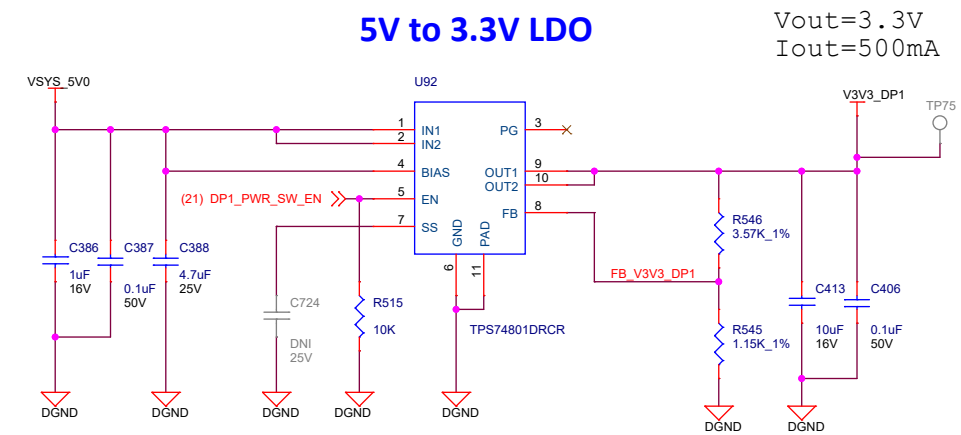 5V to 3.3V LDO
Vout=3.3V
Iout=500mA
VSYS_5V0
U92
V3V3_DP1
TP75
1
IN1
PG
3
2
IN2
4
BIAS
OUT1
9
OUT2
10
(21) DP1_PWR_SW_EN
5
EN
FB
8
7
SS
GND
PAD
6
11
R546
3.57K_1%
C386
1uF
16V
C387
0.1uF
50V
C388
4.7uF
25V
FB_V3V3_DP1
C724
DNI
25V
R515
10K
TPS74801DRCR
R545
1.15K_1%
C413
10uF
16V
C406
0.1uF
50V
DGND
DGND
DGND
DGND
DGND
DGND
DGND